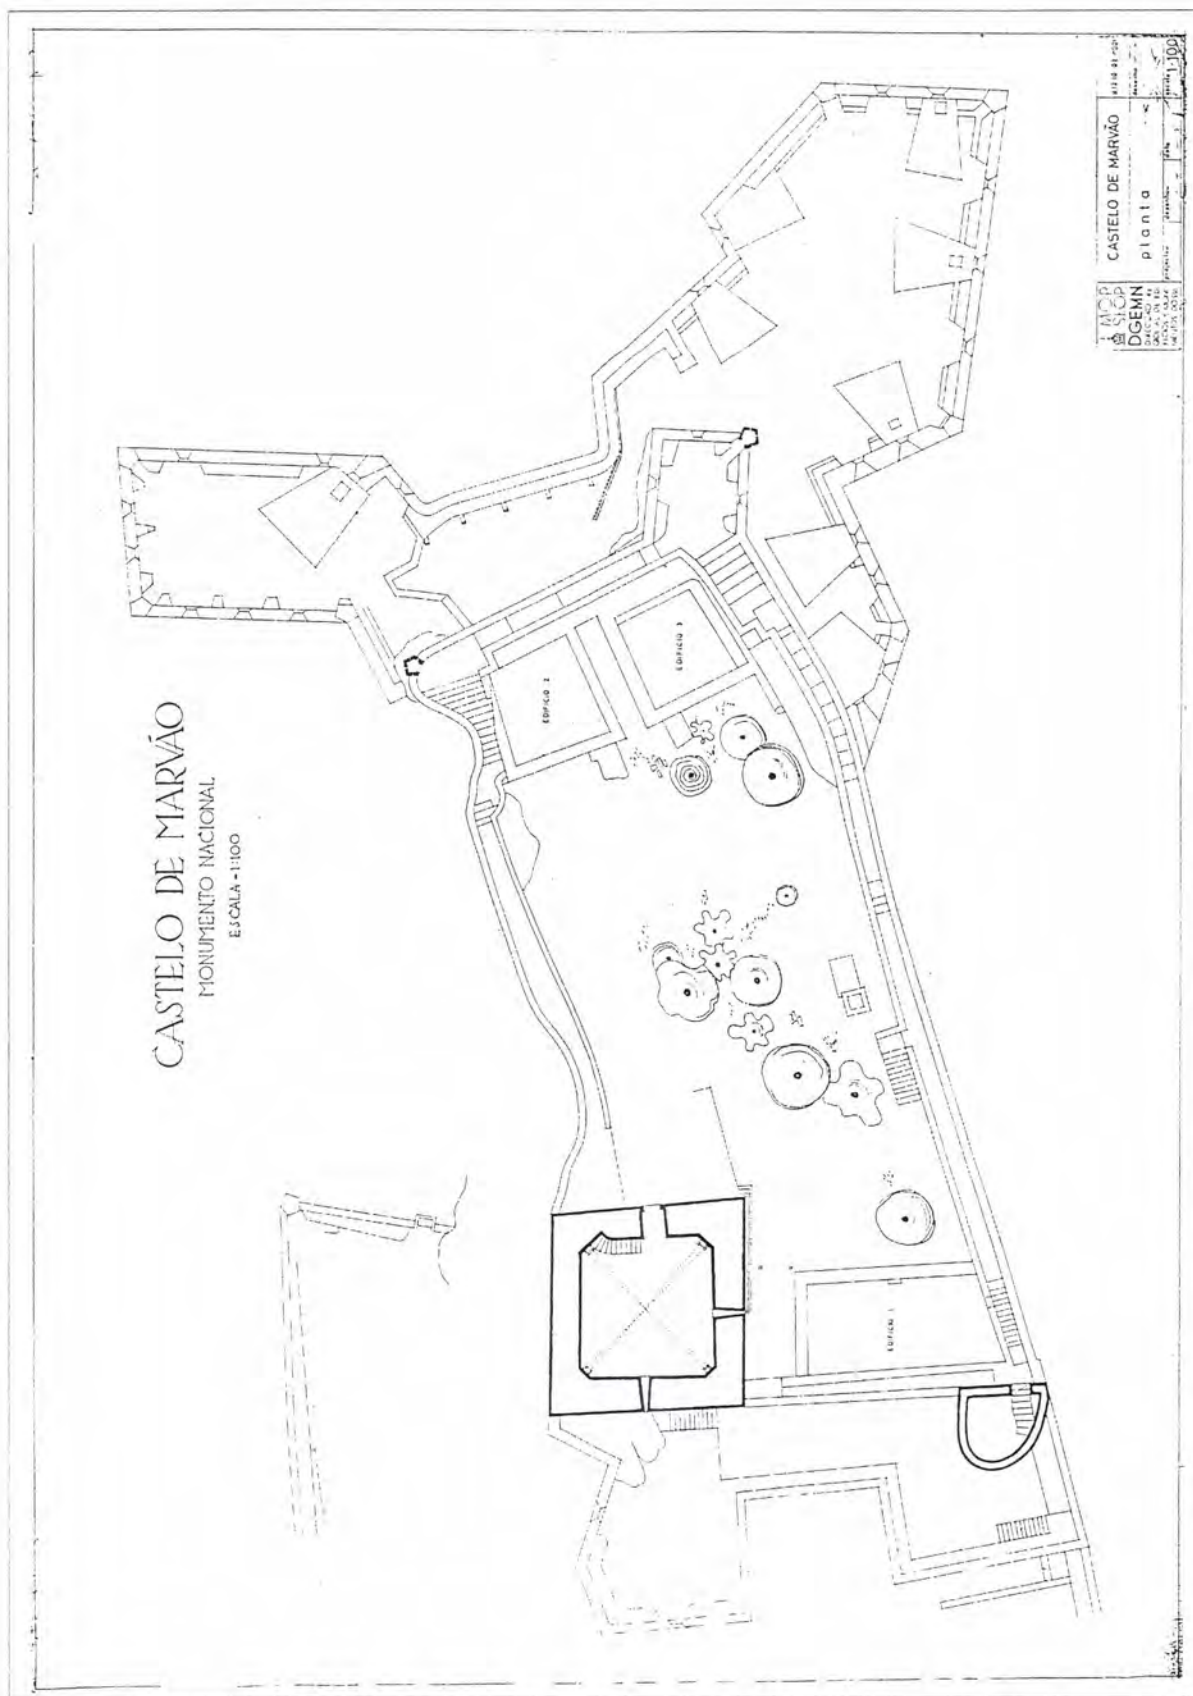 CASTELO DE MARVÃO
MONUMENTO NACIONAL
ESCALA - 1:100
EDIFICIO 2
EDIFICIO 3
EDIFICIO 1
MOP
SEOP
DGEMN
CASTELO DE MARVÃO
planta
1:100